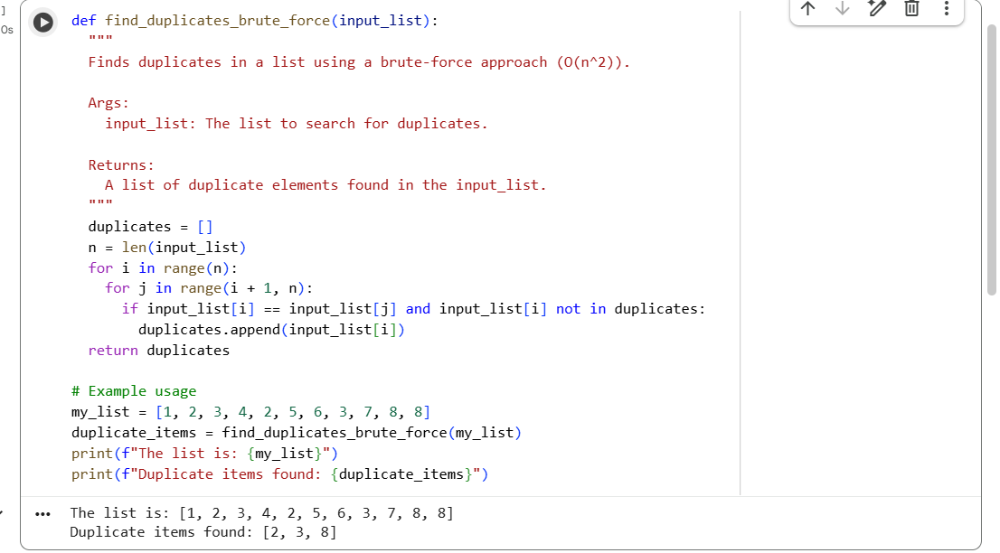 ]
0s
def find_duplicates_brute_force(input_list):
  """
  Finds duplicates in a list using a brute-force approach (O(n^2)).

  Args:
    input_list: The list to search for duplicates.

  Returns:
    A list of duplicate elements found in the input_list.
  """
  duplicates = []
  n = len(input_list)
  for i in range(n):
    for j in range(i + 1, n):
      if input_list[i] == input_list[j] and input_list[i] not in duplicates:
        duplicates.append(input_list[i])
  return duplicates

# Example usage
my_list = [1, 2, 3, 4, 2, 5, 6, 3, 7, 8, 8]
duplicate_items = find_duplicates_brute_force(my_list)
print(f"The list is: {my_list}")
print(f"Duplicate items found: {duplicate_items}")
The list is: [1, 2, 3, 4, 2, 5, 6, 3, 7, 8, 8]
Duplicate items found: [2, 3, 8]